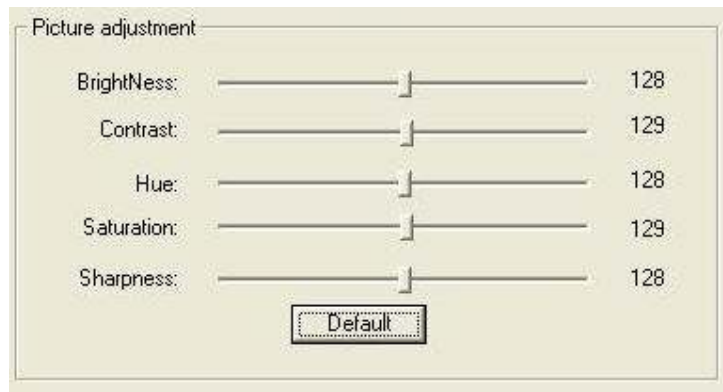 Picture adjustment
BrightNess: 128
Contrast: 129
Hue: 128
Saturation: 129
Sharpness: 128
Default